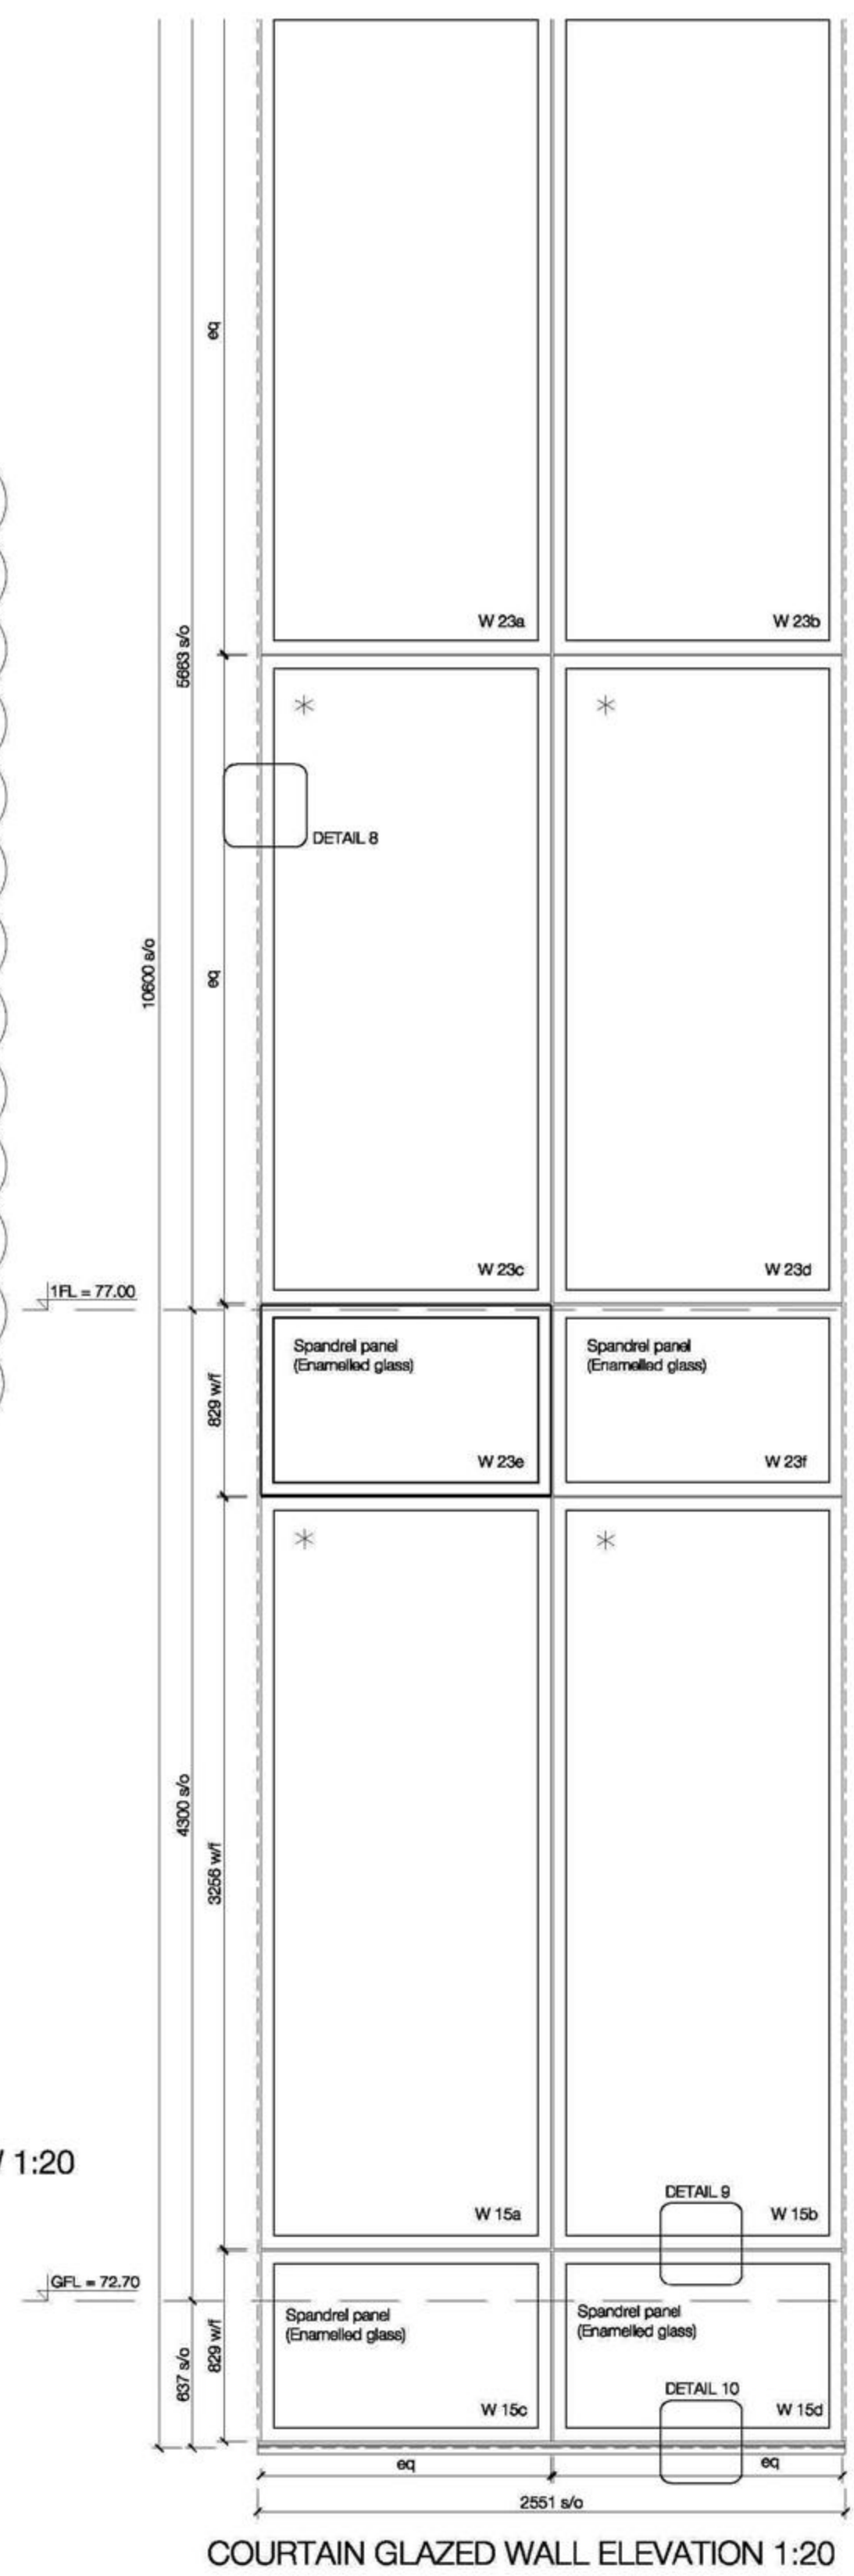 eq
W 23a
W 23b
5663 s/o
*
*
DETAIL 8
10600 s/o
eq
W 23c
W 23d
1FL = 77.00
Spandrel panel
(Enamelled glass)
Spandrel panel
(Enamelled glass)
829 w/f
W 23e
W 23f
*
*
4300 s/o
3256 w/f
1:20
DETAIL 9
W 15a
W 15b
GFL = 72.70
Spandrel panel
(Enamelled glass)
Spandrel panel
(Enamelled glass)
829 w/f
637 s/o
DETAIL 10
W 15c
W 15d
eq
eq
2551 s/o
COURTAIN GLAZED WALL ELEVATION 1:20